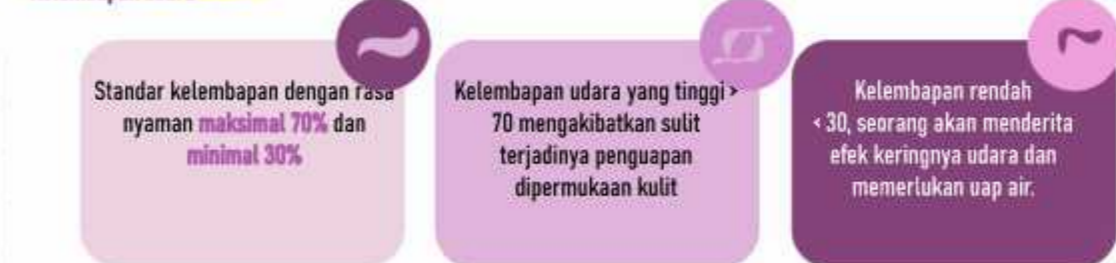 Standar kelembapan dengan rasa
nyaman maksimal 70% dan
minimal 30%
Kelembapan udara yang tinggi >
70 mengakibatkan sulit
terjadinya penguapan
dipermukaan kulit
Kelembapan rendah
< 30, seorang akan menderita
efek keringnya udara dan
memerlukan uap air.